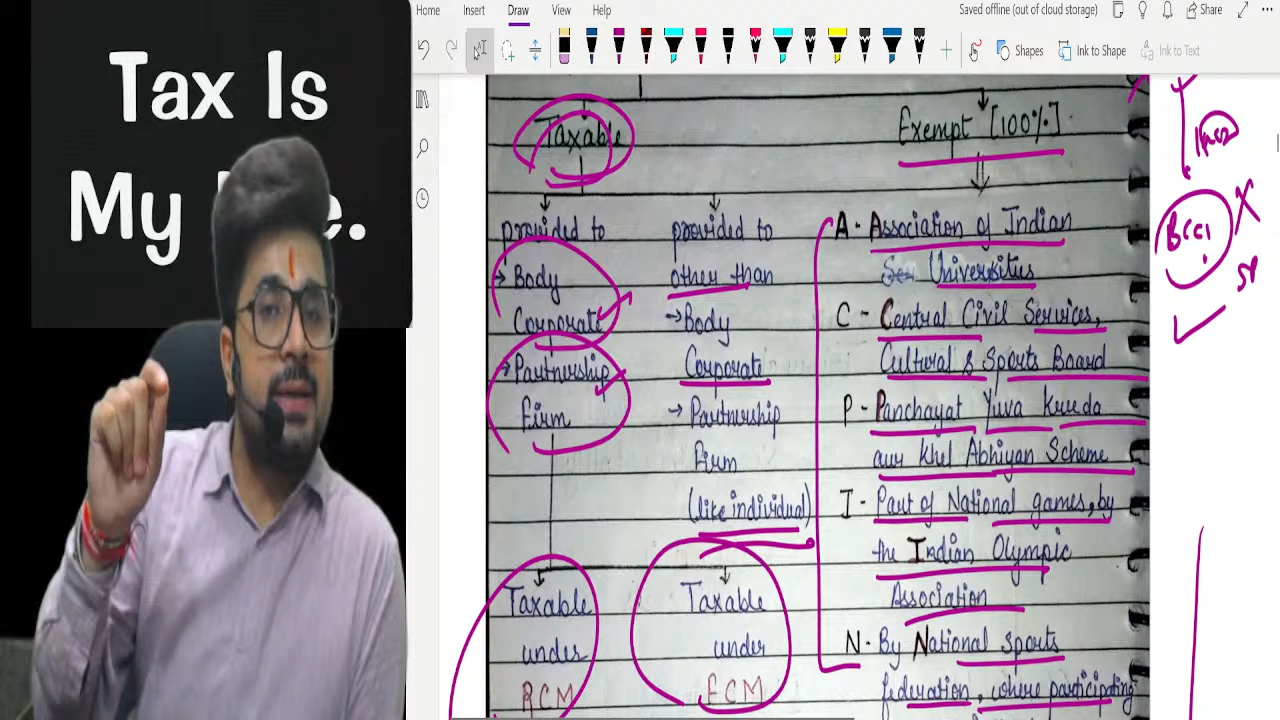 Home Insert Draw View Help
Saved offline (out of cloud storage)
Share
Shapes
Ink to Shape
Ink to Text
Tax Is
My
e.
Taxable
Exempt [100%]
provided to
→ Body
Corporate
→ Partnership
firm
Taxable
under
RCM
provided to
other than
→ Body
Corporate
→ Partnership
Firm
(like individual)
Taxable
under
FCM
A - Association of Indian
Universities
C - Central Civil Services,
Cultural & Sports Board
P - Panchayat Yuva Kreeda
aur Khel Abhiyan Scheme
I - Part of National games, by
the Indian Olympic
Association
N - By National sports
federation, where participating
BCCI